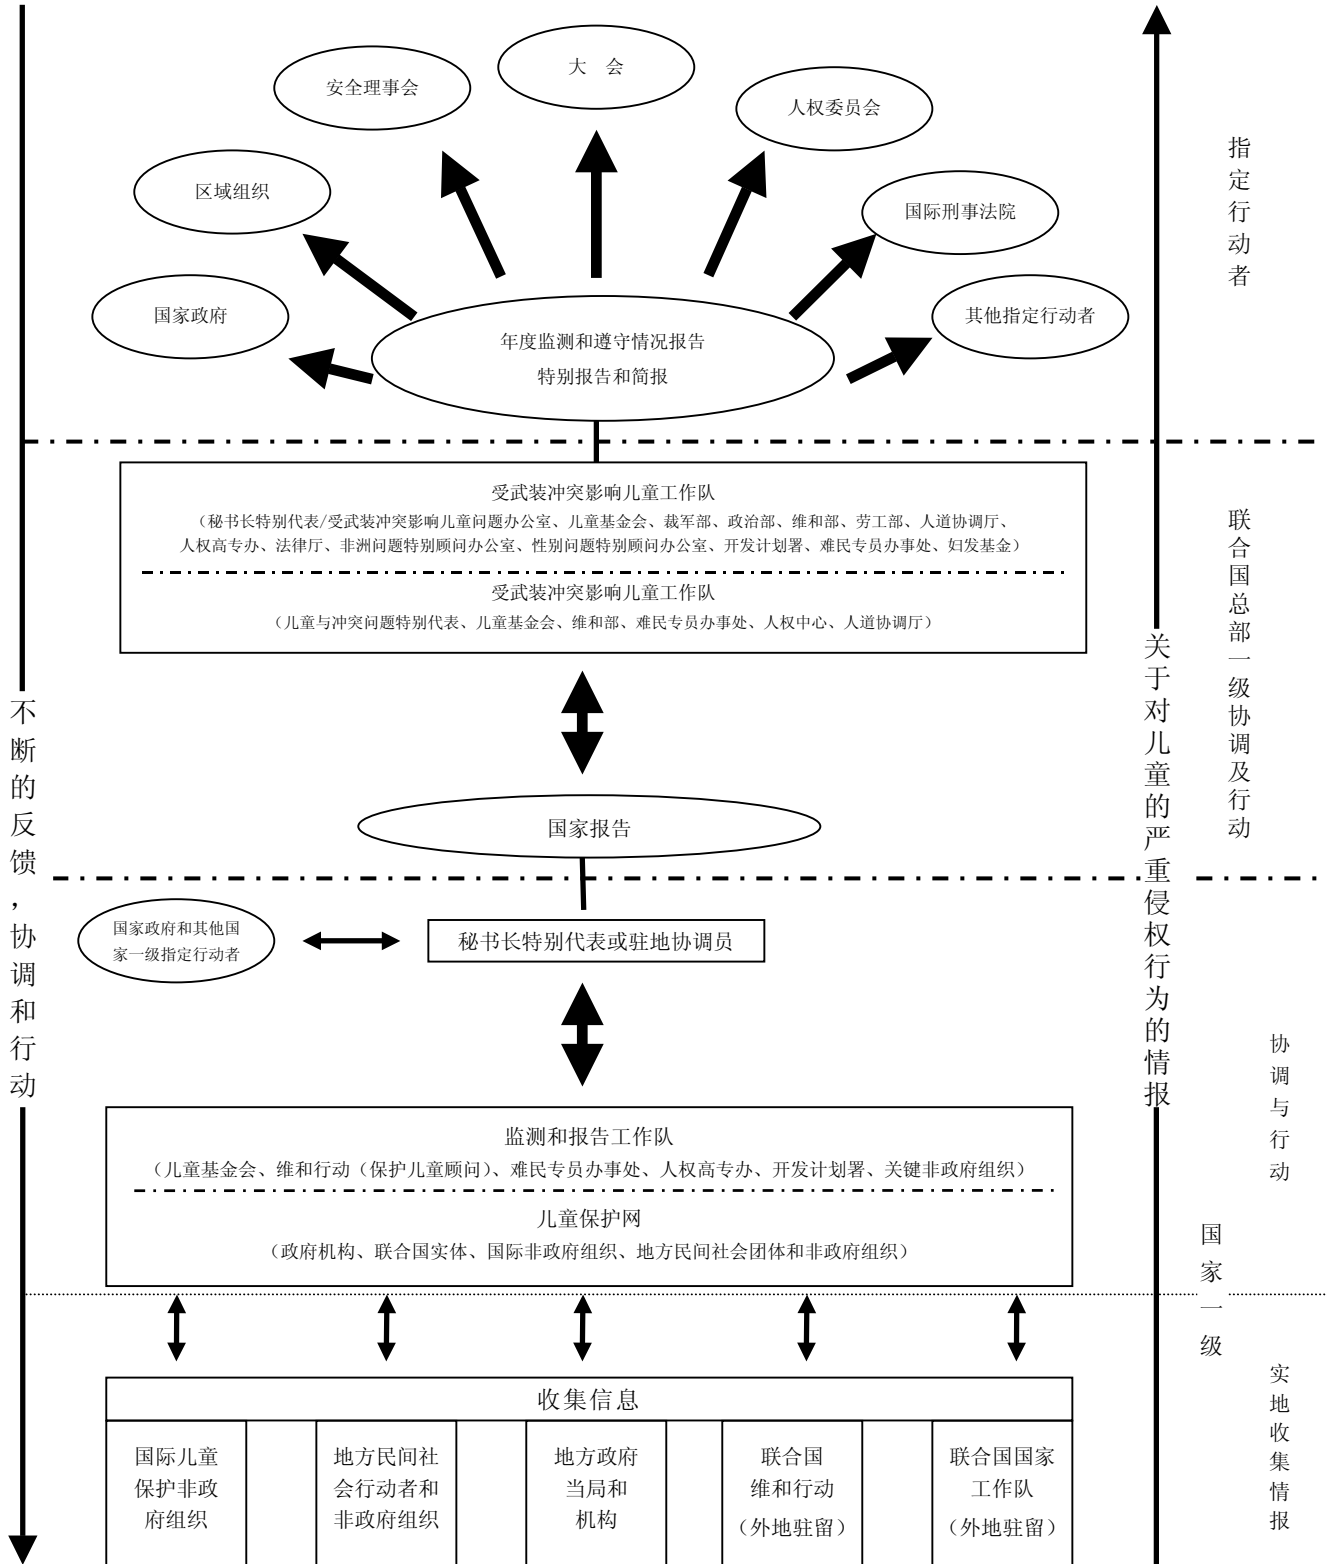 大 会
安全理事会
人权委员会
区域组织
国际刑事法院
国家政府
其他指定行动者
年度监测和遵守情况报告
特别报告和简报
指定行动者
受武装冲突影响儿童工作队
（秘书长特别代表/受武装冲突影响儿童问题办公室、儿童基金会、裁军部、政治部、维和部、劳工部、人道协调厅、
人权高专办、法律厅、非洲问题特别顾问办公室、性别问题特别顾问办公室、开发计划署、难民专员办事处、妇发基金）
受武装冲突影响儿童工作队
（儿童与冲突问题特别代表、儿童基金会、维和部、难民专员办事处、人权中心、人道协调厅）
联合国总部一级协调及行动
不断的反馈，协调和行动
关于对儿童的严重侵权行为的情报
国家报告
国家政府和其他国
家一级指定行动者
秘书长特别代表或驻地协调员
监测和报告工作队
（儿童基金会、维和行动（保护儿童顾问）、难民专员办事处、人权高专办、开发计划署、关键非政府组织）
儿童保护网
（政府机构、联合国实体、国际非政府组织、地方民间社会团体和非政府组织）
协调与行动
国家一级
实地收集情报
收集信息
国际儿童
保护非政
府组织
地方民间社
会行动者和
非政府组织
地方政府
当局和
机构
联合国
维和行动
（外地驻留）
联合国国家
工作队
（外地驻留）